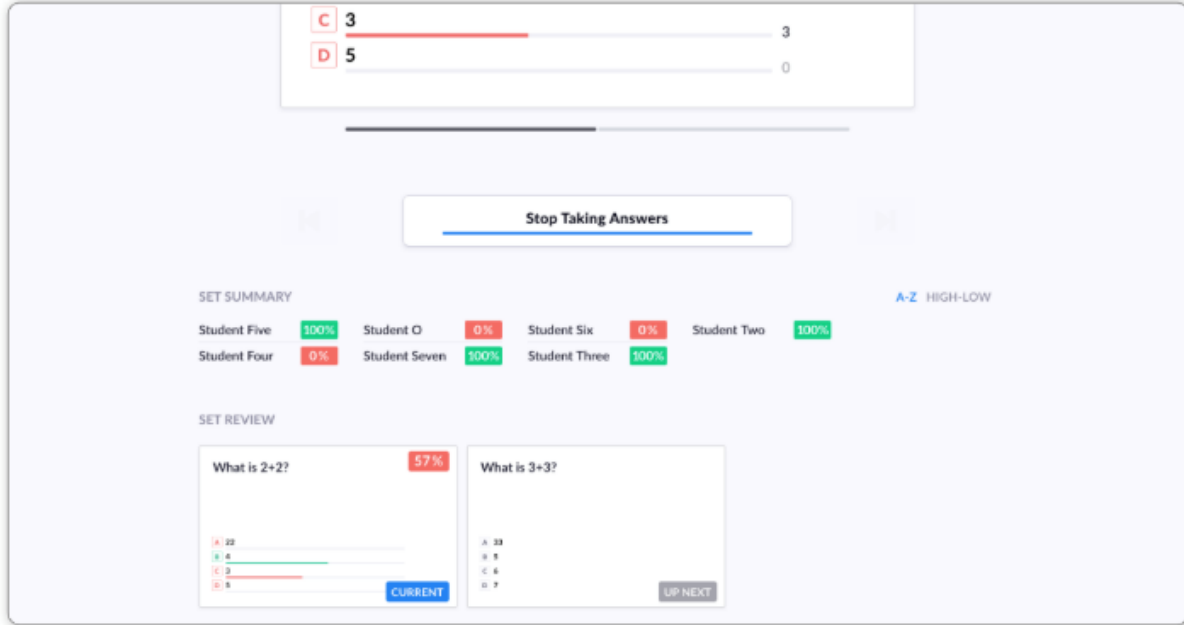 C 3 3
D 5 0
Stop Taking Answers
SET SUMMARY A-Z HIGH-LOW
Student Five 100% Student O 0% Student Six 0% Student Two 100%
Student Four 0% Student Seven 100% Student Three 100%
SET REVIEW
What is 2+2? 57% What is 3+3?
A 22 A 33
B 4 B 5
C 3 C 6
D 5 D 7
CURRENT UP NEXT